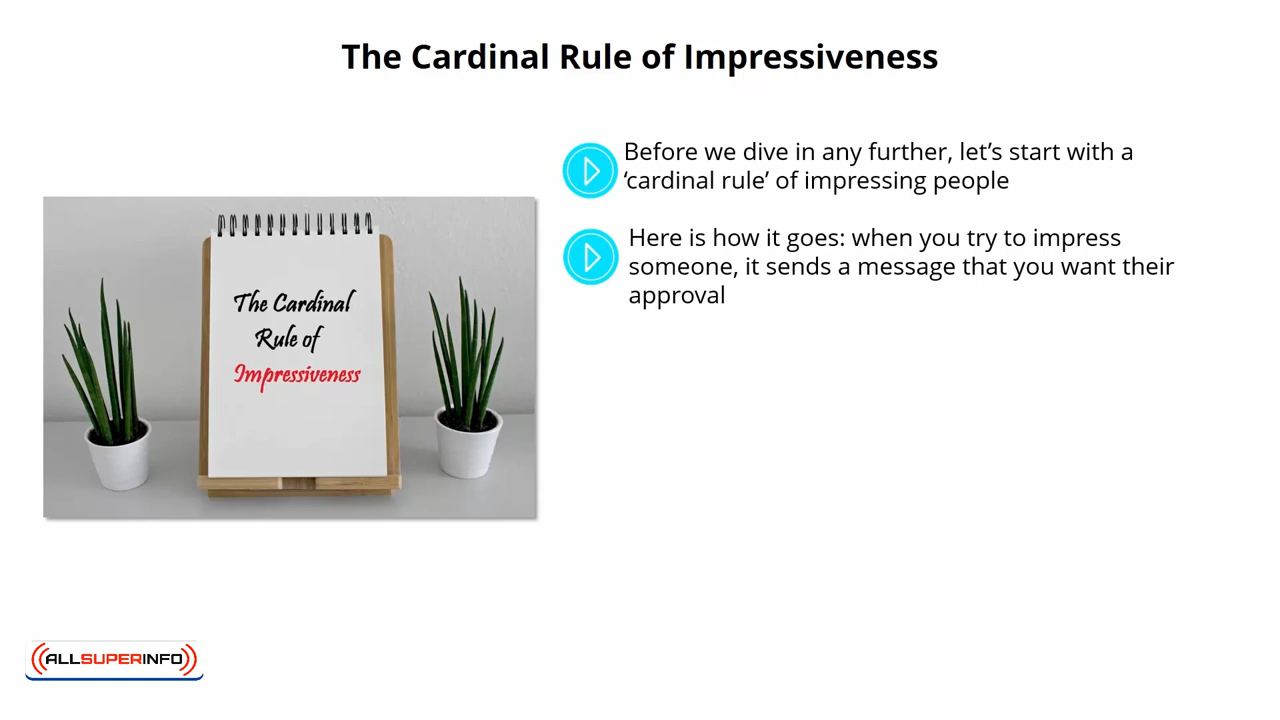 The Cardinal Rule of Impressiveness
Before we dive in any further, let’s start with a
‘cardinal rule’ of impressing people
Here is how it goes: when you try to impress
someone, it sends a message that you want their
approval
The Cardinal
Rule of
Impressiveness
ALLSUPERINFO